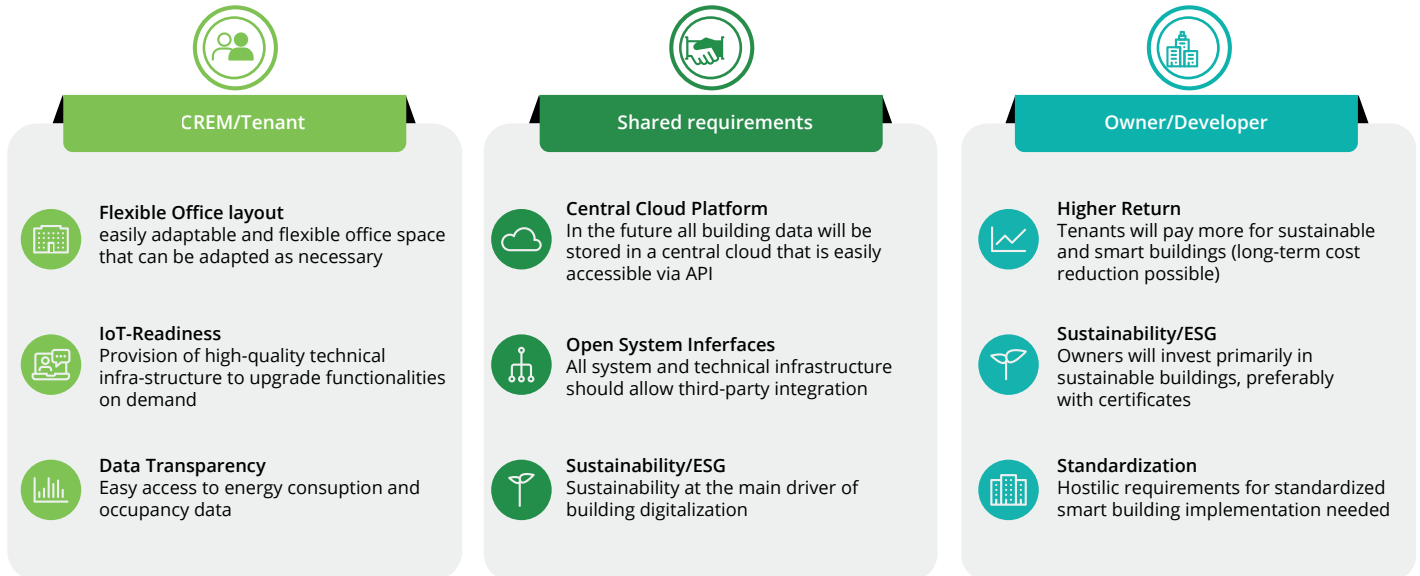 CREM/Tenant
Flexible Office layout
easily adaptable and flexible office space
that can be adapted as necessary
IoT-Readiness
Provision of high-quality technical
infra-structure to upgrade functionalities
on demand
Data Transparency
Easy access to energy consuption and
occupancy data
Shared requirements
Central Cloud Platform
In the future all building data will be
stored in a central cloud that is easily
accessible via API
Open System Inferfaces
All system and technical infrastructure
should allow third-party integration
Sustainability/ESG
Sustainability at the main driver of
building digitalization
Owner/Developer
Higher Return
Tenants will pay more for sustainable
and smart buildings (long-term cost
reduction possible)
Sustainability/ESG
Owners will invest primarily in
sustainable buildings, preferably
with certificates
Standardization
Hostilic requirements for standardized
smart building implementation needed